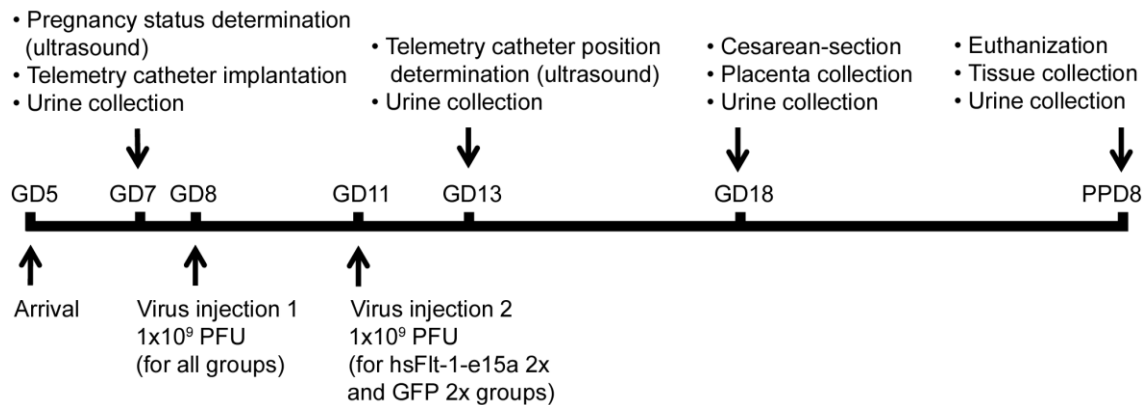 • Pregnancy status determination
(ultrasound)
• Telemetry catheter implantation
• Urine collection
• Telemetry catheter position
determination (ultrasound)
• Urine collection
• Cesarean-section
• Placenta collection
• Urine collection
• Euthanization
• Tissue collection
• Urine collection
GD5
GD7
GD8
GD11
GD13
GD18
PPD8
Arrival
Virus injection 1
1x10⁹ PFU
(for all groups)
Virus injection 2
1x10⁹ PFU
(for hsFlt-1-e15a 2x
and GFP 2x groups)